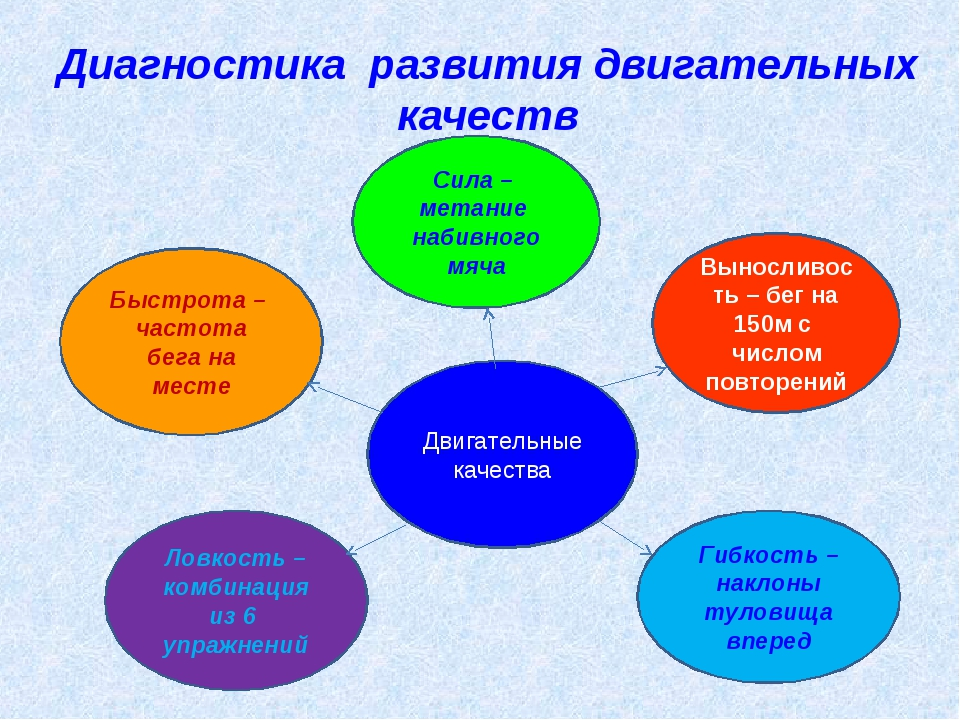 Диагностика развития двигательных
качеств
Сила –
метание
набивного
мяча
Быстрота –
частота
бега на
месте
Выносливос
ть – бег на
150м с
числом
повторений
Двигательные
качества
Ловкость –
комбинация
из 6
упражнений
Гибкость –
наклоны
туловища
вперед